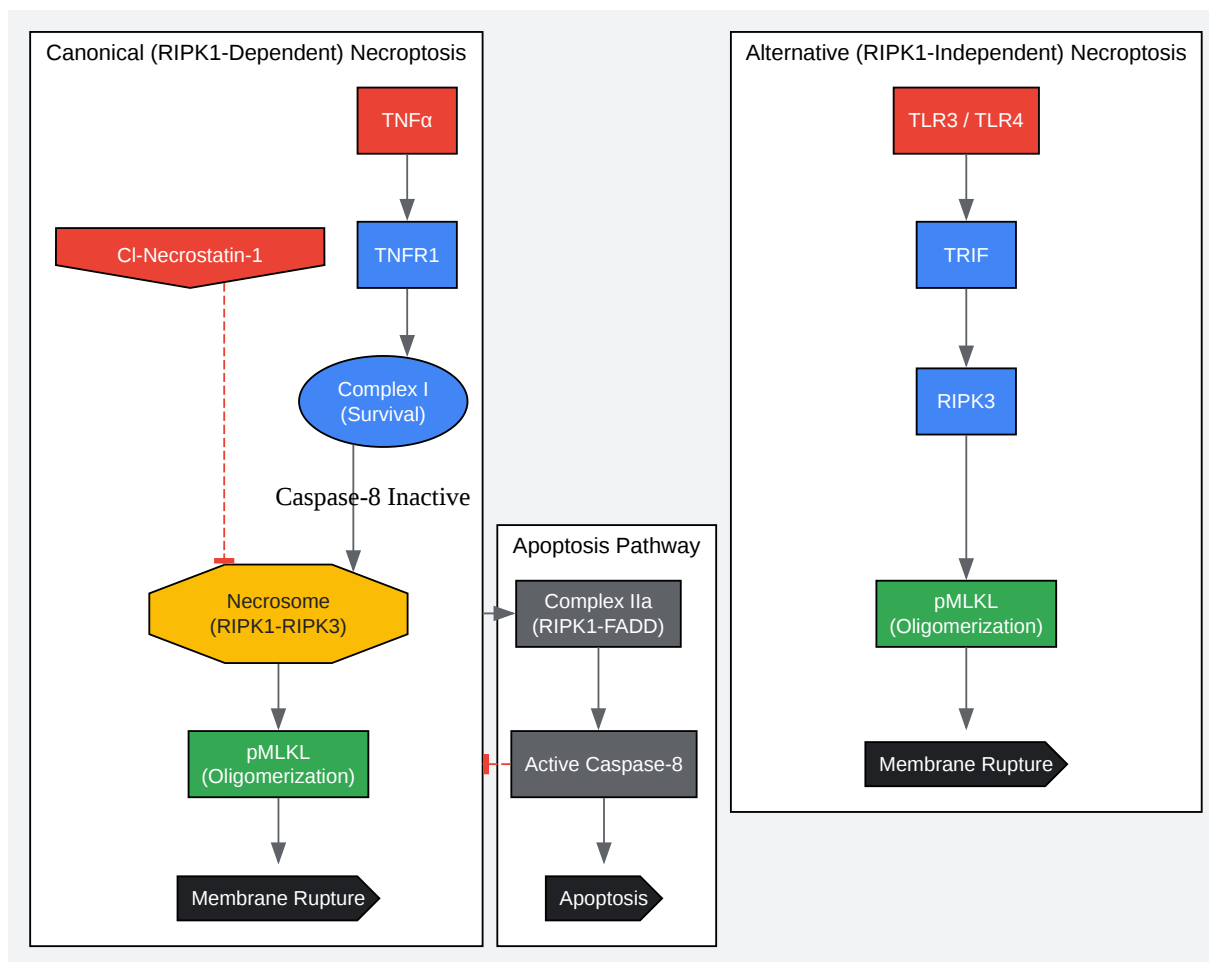 Canonical (RIPK1-Dependent) Necroptosis
TNFα
Cl-Necrostatin-1
TNFR1
Complex I
(Survival)
Caspase-8 Inactive
Necrosome
(RIPK1-RIPK3)
pMLKL
(Oligomerization)
Membrane Rupture
Apoptosis Pathway
Complex IIa
(RIPK1-FADD)
Active Caspase-8
Apoptosis
Alternative (RIPK1-Independent) Necroptosis
TLR3 / TLR4
TRIF
RIPK3
pMLKL
(Oligomerization)
Membrane Rupture